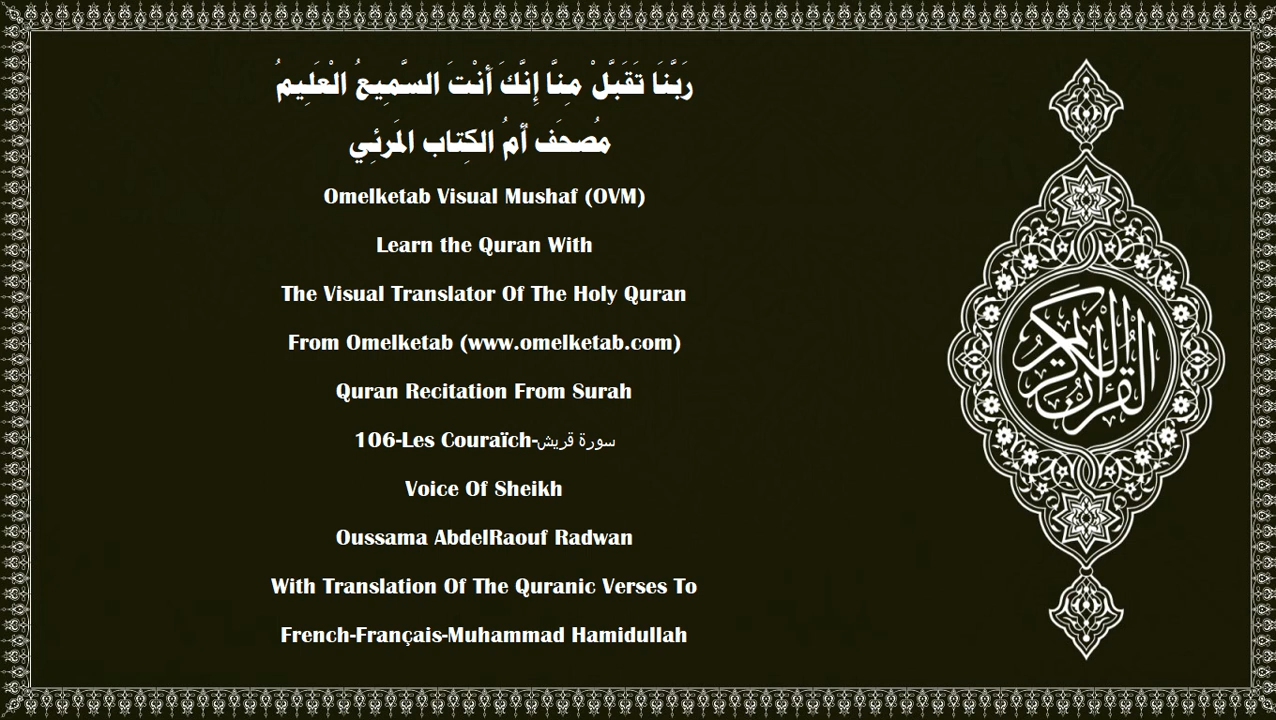 رَبَّنَا تَقَبَّلْ مِنَّا إِنَّكَ أَنْتَ السَّمِيعُ الْعَلِيمُ
مُصحَف أمُ الكِتاب المَرئِي
Omelketab Visual Mushaf (OVM)
Learn the Quran With
The Visual Translator Of The Holy Quran
From Omelketab (www.omelketab.com)
Quran Recitation From Surah
106-Les Couraïch-سورة قريش
Voice Of Sheikh
Oussama AbdelRaouf Radwan
With Translation Of The Quranic Verses To
French-Français-Muhammad Hamidullah
القرآن الكريم